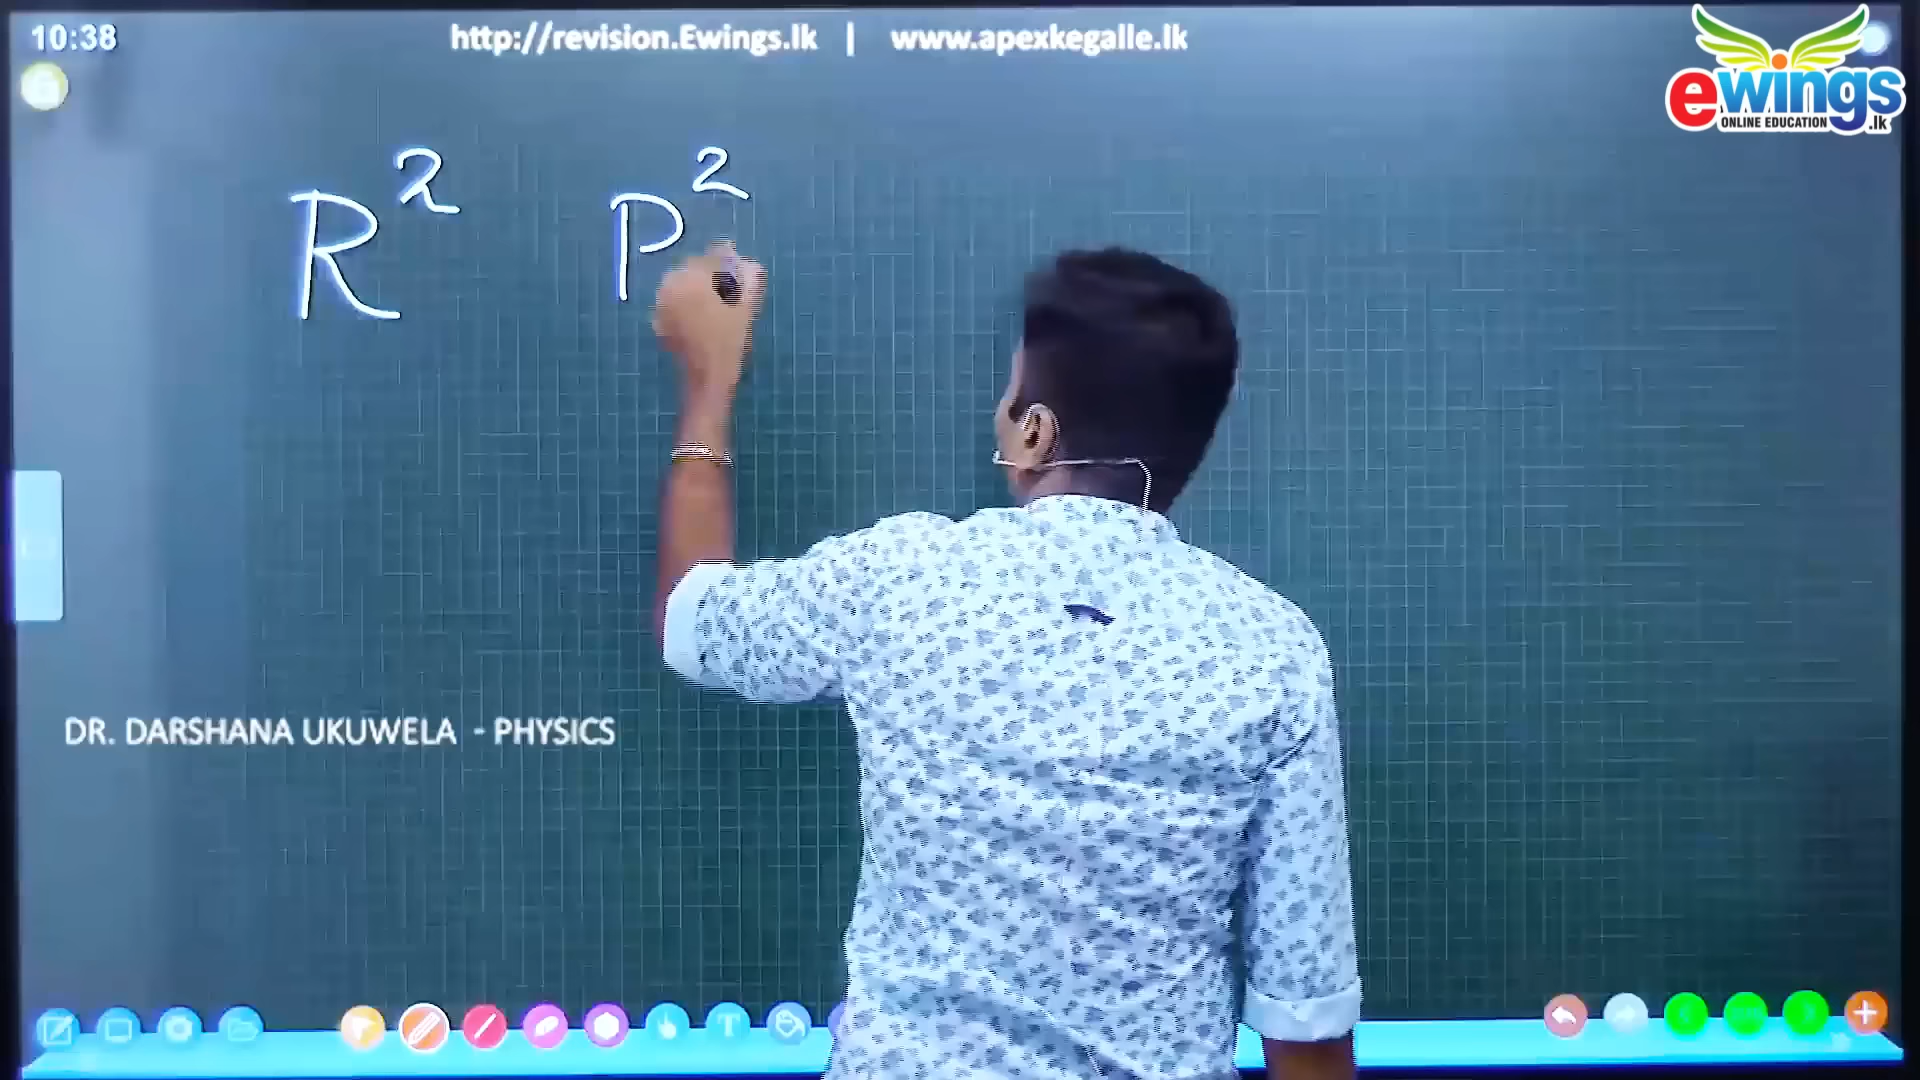 10:38
http://revision.Ewings.lk | www.apexkegalle.lk
ewings
ONLINE EDUCATION .lk
R² P²
DR. DARSHANA UKUWELA - PHYSICS
T